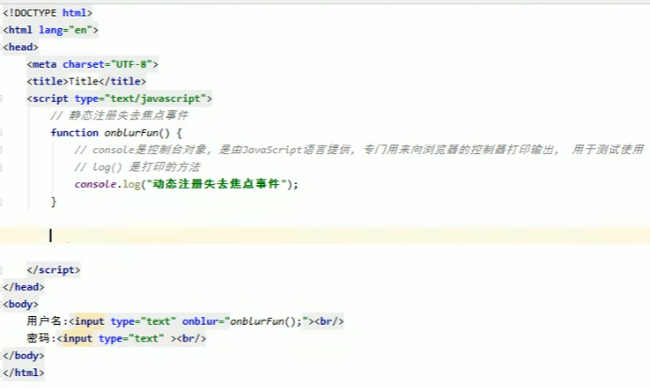 <!DOCTYPE html>
<html lang="en">
<head>
<meta charset="UTF-8">
<title>Title</title>
<script type="text/javascript">
// 静态注册失去焦点事件
function onblurFun() {
// console是控制台对象，是由JavaScript语言提供，专门用来向浏览器的控制器打印输出， 用于测试使用
// log() 是打印的方法
console.log("动态注册失去焦点事件");
}
</script>
</head>
<body>
用户名:<input type="text" onblur="onblurFun();"><br/>
密码:<input type="text" ><br/>
</body>
</html>